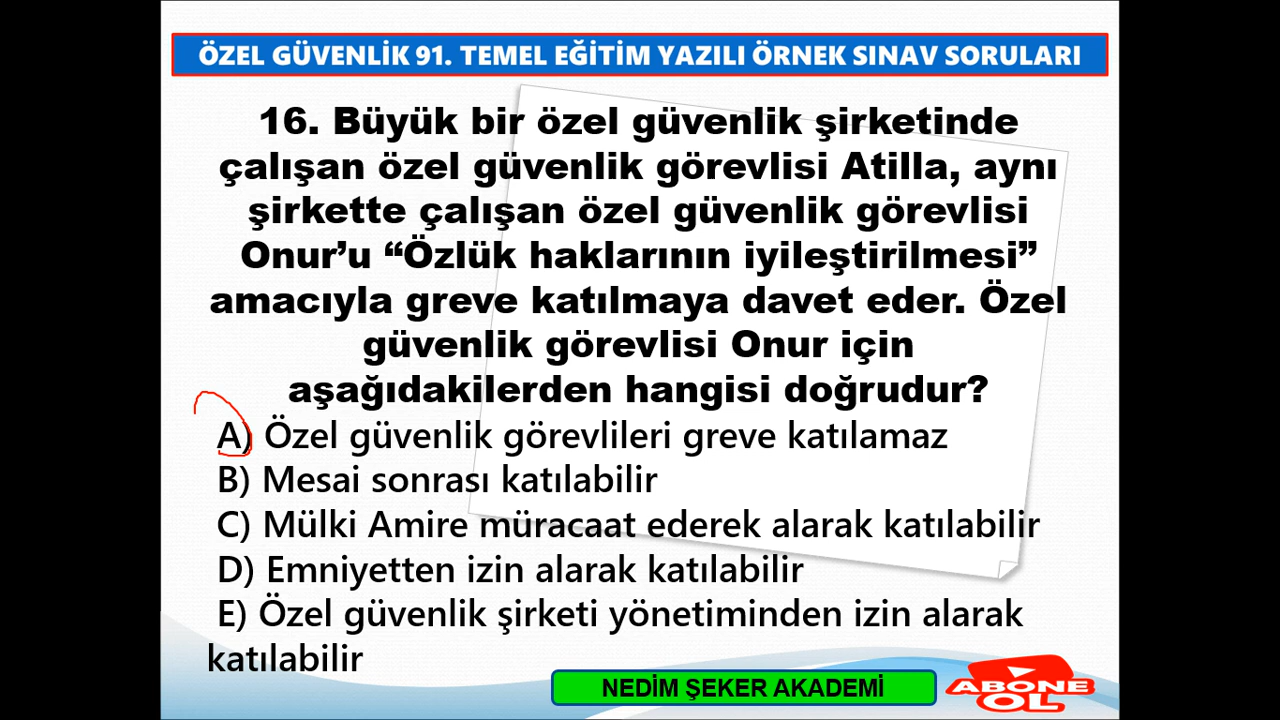 ÖZEL GÜVENLİK 91. TEMEL EĞİTİM YAZILI ÖRNEK SINAV SORULARI
16. Büyük bir özel güvenlik şirketinde
çalışan özel güvenlik görevlisi Atilla, aynı
şirkette çalışan özel güvenlik görevlisi
Onur’u “Özlük haklarının iyileştirilmesi”
amacıyla greve katılmaya davet eder. Özel
güvenlik görevlisi Onur için
aşağıdakilerden hangisi doğrudur?
A) Özel güvenlik görevlileri greve katılamaz
B) Mesai sonrası katılabilir
C) Mülki Amire müracaat ederek alarak katılabilir
D) Emniyetten izin alarak katılabilir
E) Özel güvenlik şirketi yönetiminden izin alarak
katılabilir
NEDİM ŞEKER AKADEMİ
ABONE
OL